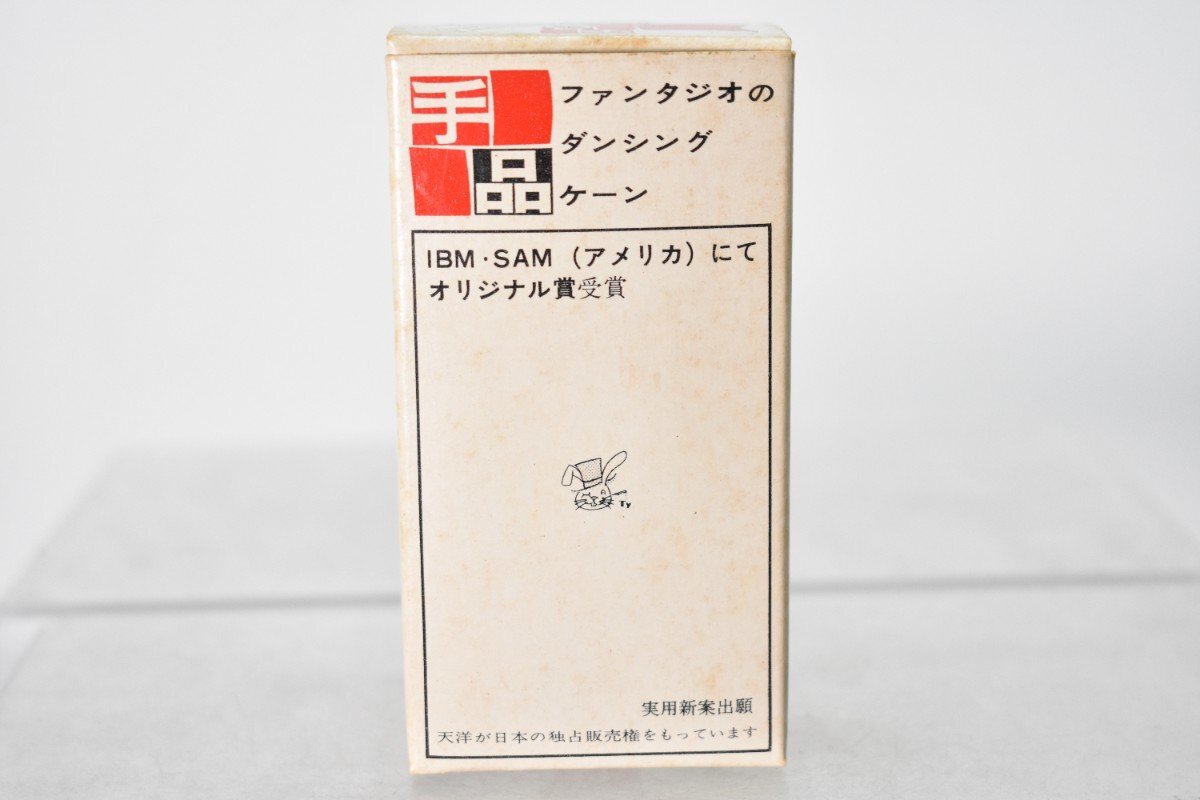 手品
ファンタジオの
ダンシング
ケーン
IBM・SAM（アメリカ）にて
オリジナル賞受賞
Ty
実用新案出願
天洋が日本の独占販売権をもっています